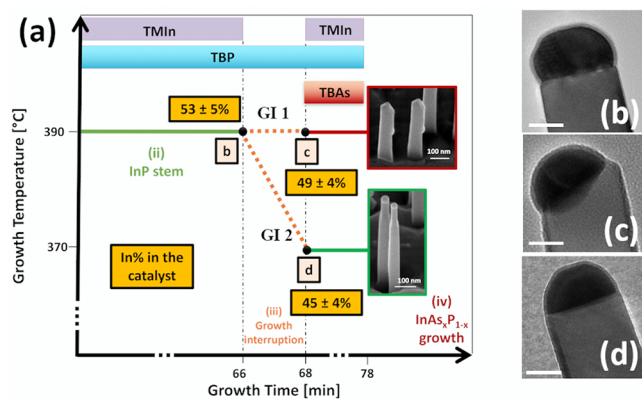 (a)
TMIn
TMIn
TBP
TBAs
Growth Temperature [°C]
390
370
53 ± 5%
GI 1
b
c
(ii)
InP stem
49 ± 4%
100 nm
GI 2
d
In% in the
catalyst
45 ± 4%
100 nm
(iii)
Growth
interruption
(iv)
InAsxP1-x
growth
66
68
78
Growth Time [min]
(b)
(c)
(d)